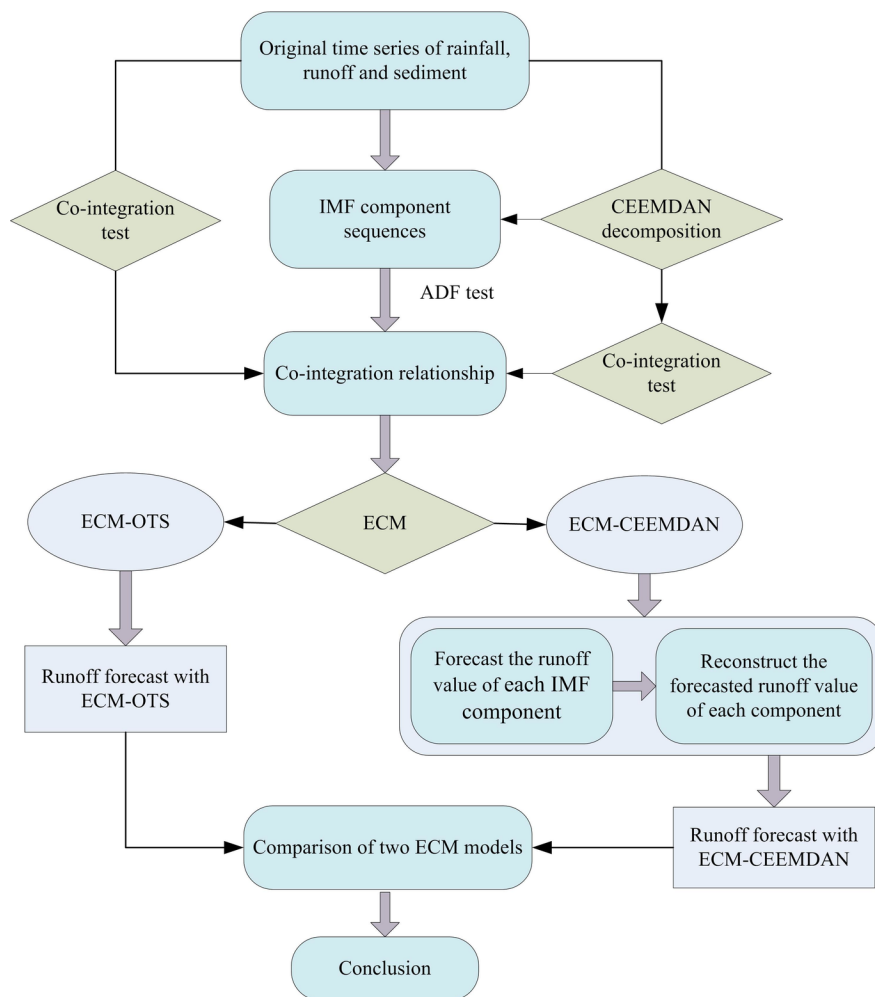 Original time series of rainfall,
runoff and sediment
Co-integration
test
IMF component
sequences
CEEMDAN
decomposition
ADF test
Co-integration relationship
Co-integration
test
ECM-OTS
ECM
ECM-CEEMDAN
Runoff forecast with
ECM-OTS
Forecast the runoff
value of each IMF
component
Reconstruct the
forecasted runoff value
of each component
Comparison of two ECM models
Runoff forecast with
ECM-CEEMDAN
Conclusion